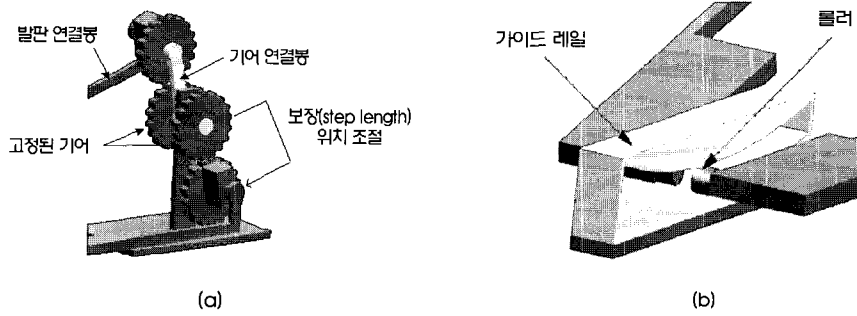 발판 연결봉
기어 연결봉
고정된 기어
보장(step length)
위치 조절
(a)
롤러
가이드 레일
(b)